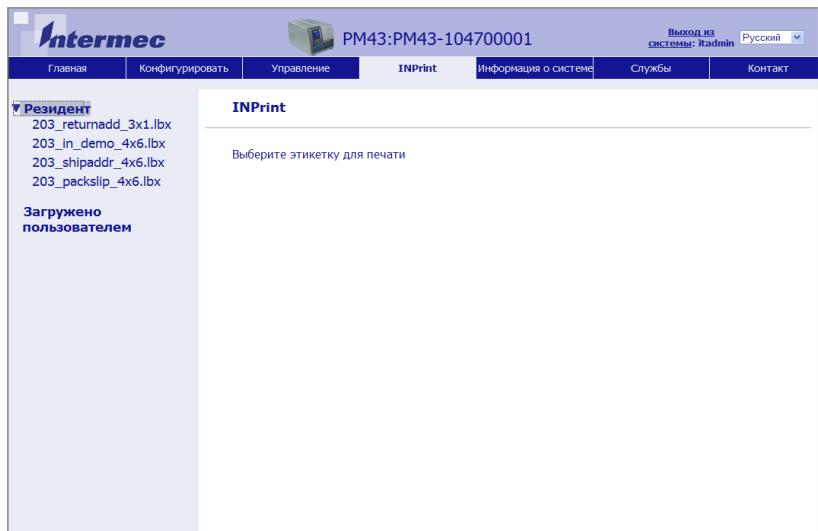 Intermec
PM43:PM43-104700001
Выход из
системы: itadmin
Русский
Главная
Конфигурировать
Управление
INPrint
Информация о системе
Службы
Контакт
Резидент
203_returnadd_3x1.lbx
203_in_demo_4x6.lbx
203_shipaddr_4x6.lbx
203_packslip_4x6.lbx
Загружено
пользователем
INPrint
Выберите этикетку для печати